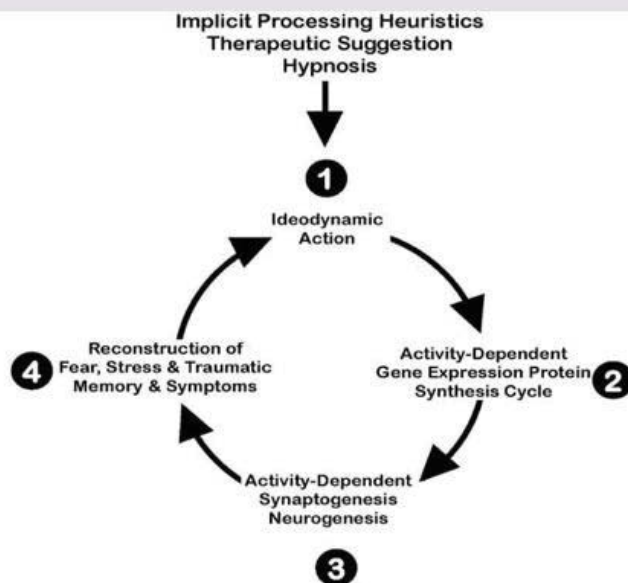 Implicit Processing Heuristics
Therapeutic Suggestion
Hypnosis
1
Ideodynamic
Action
Activity-Dependent
Gene Expression Protein
Synthesis Cycle
2
Activity-Dependent
Synaptogenesis
Neurogenesis
3
4
Reconstruction of
Fear, Stress & Traumatic
Memory & Symptoms